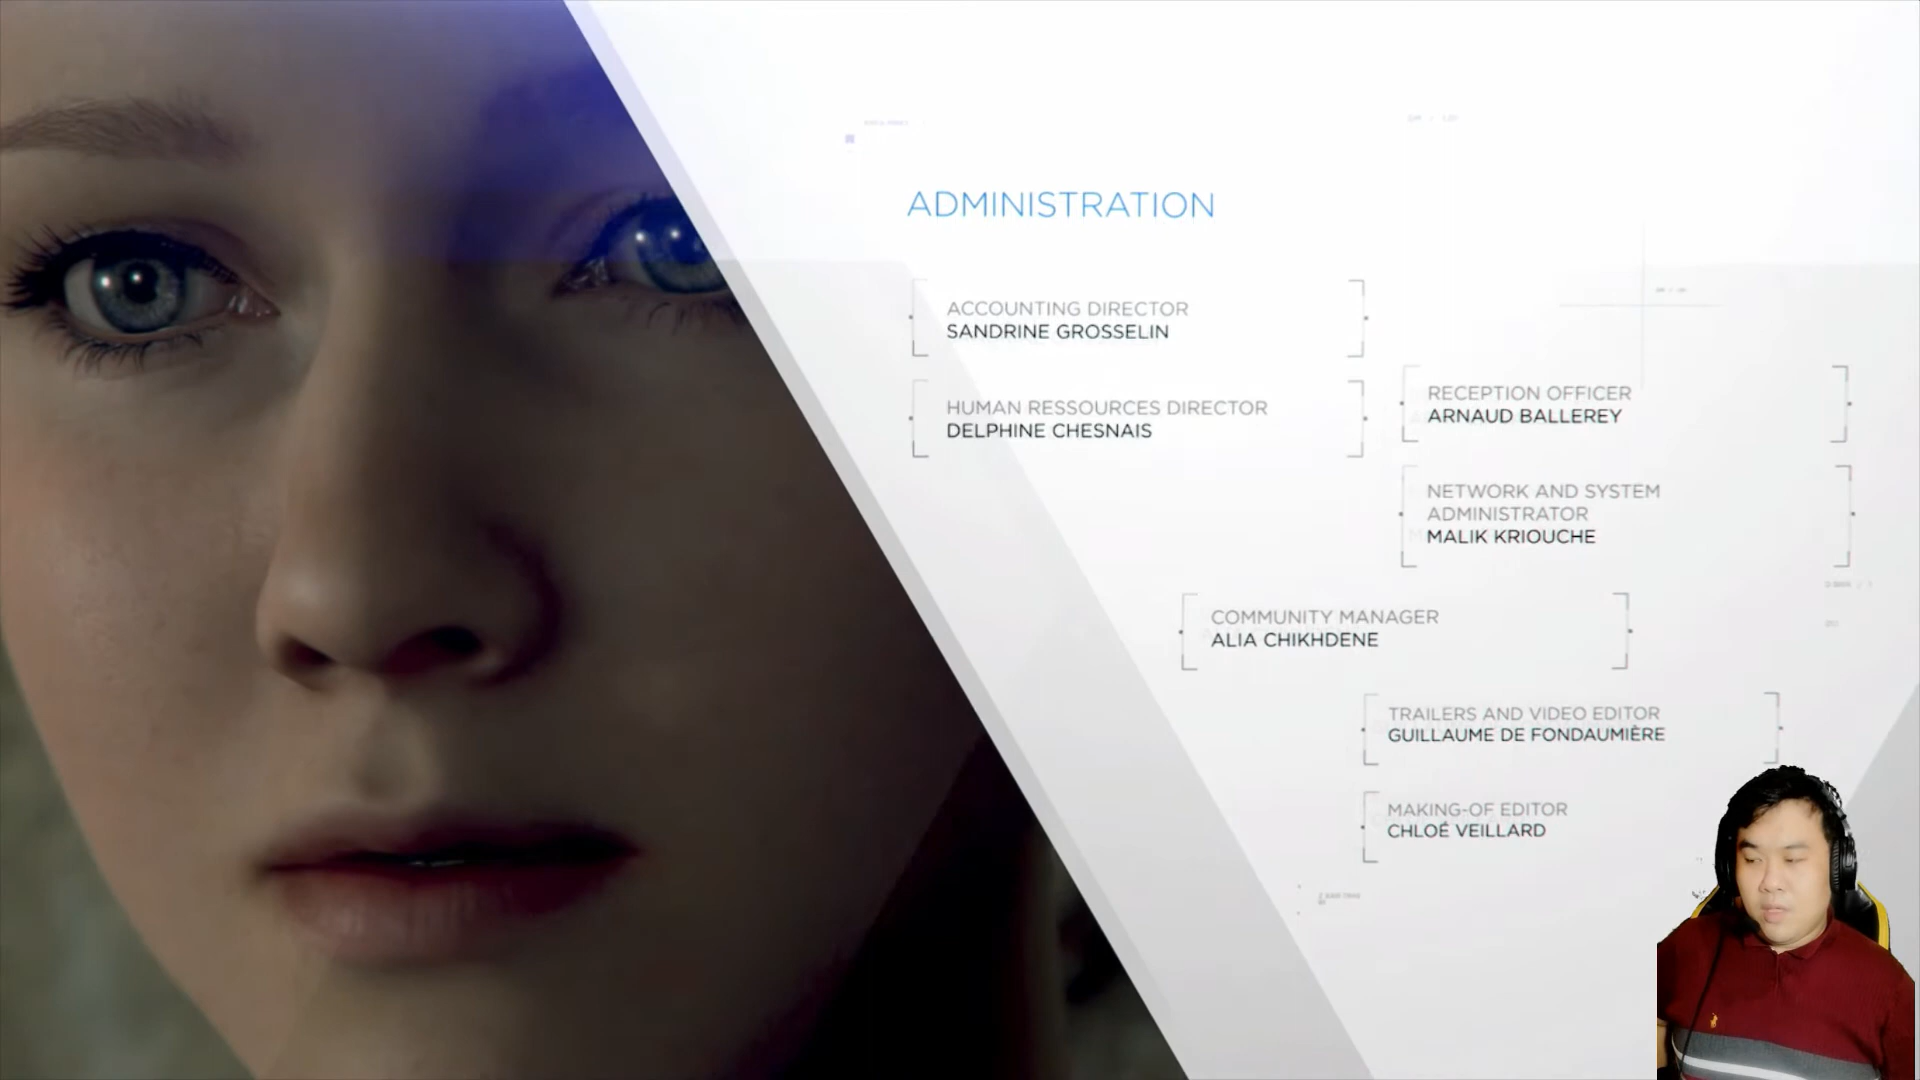 ADMINISTRATION
ACCOUNTING DIRECTOR
SANDRINE GROSSELIN
HUMAN RESSOURCES DIRECTOR
DELPHINE CHESNAIS
RECEPTION OFFICER
ARNAUD BALLEREY
NETWORK AND SYSTEM
ADMINISTRATOR
MALIK KRIOUCHE
COMMUNITY MANAGER
ALIA CHIKHDENE
TRAILERS AND VIDEO EDITOR
GUILLAUME DE FONDAUMIÈRE
MAKING-OF EDITOR
CHLOÉ VEILLARD